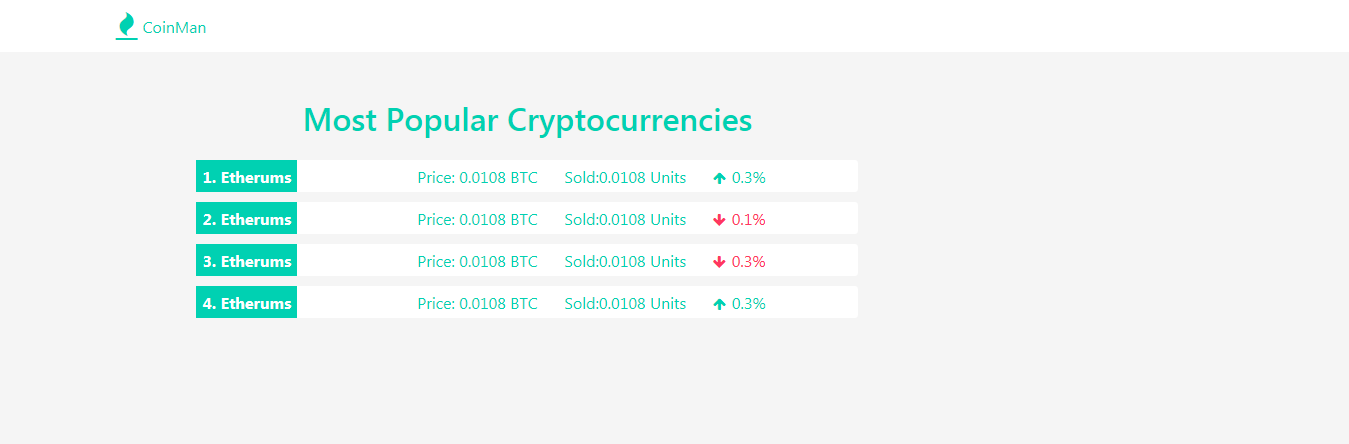 CoinMan
Most Popular Cryptocurrencies
1. Etherums Price: 0.0108 BTC Sold:0.0108 Units 0.3%
2. Etherums Price: 0.0108 BTC Sold:0.0108 Units 0.1%
3. Etherums Price: 0.0108 BTC Sold:0.0108 Units 0.3%
4. Etherums Price: 0.0108 BTC Sold:0.0108 Units 0.3%